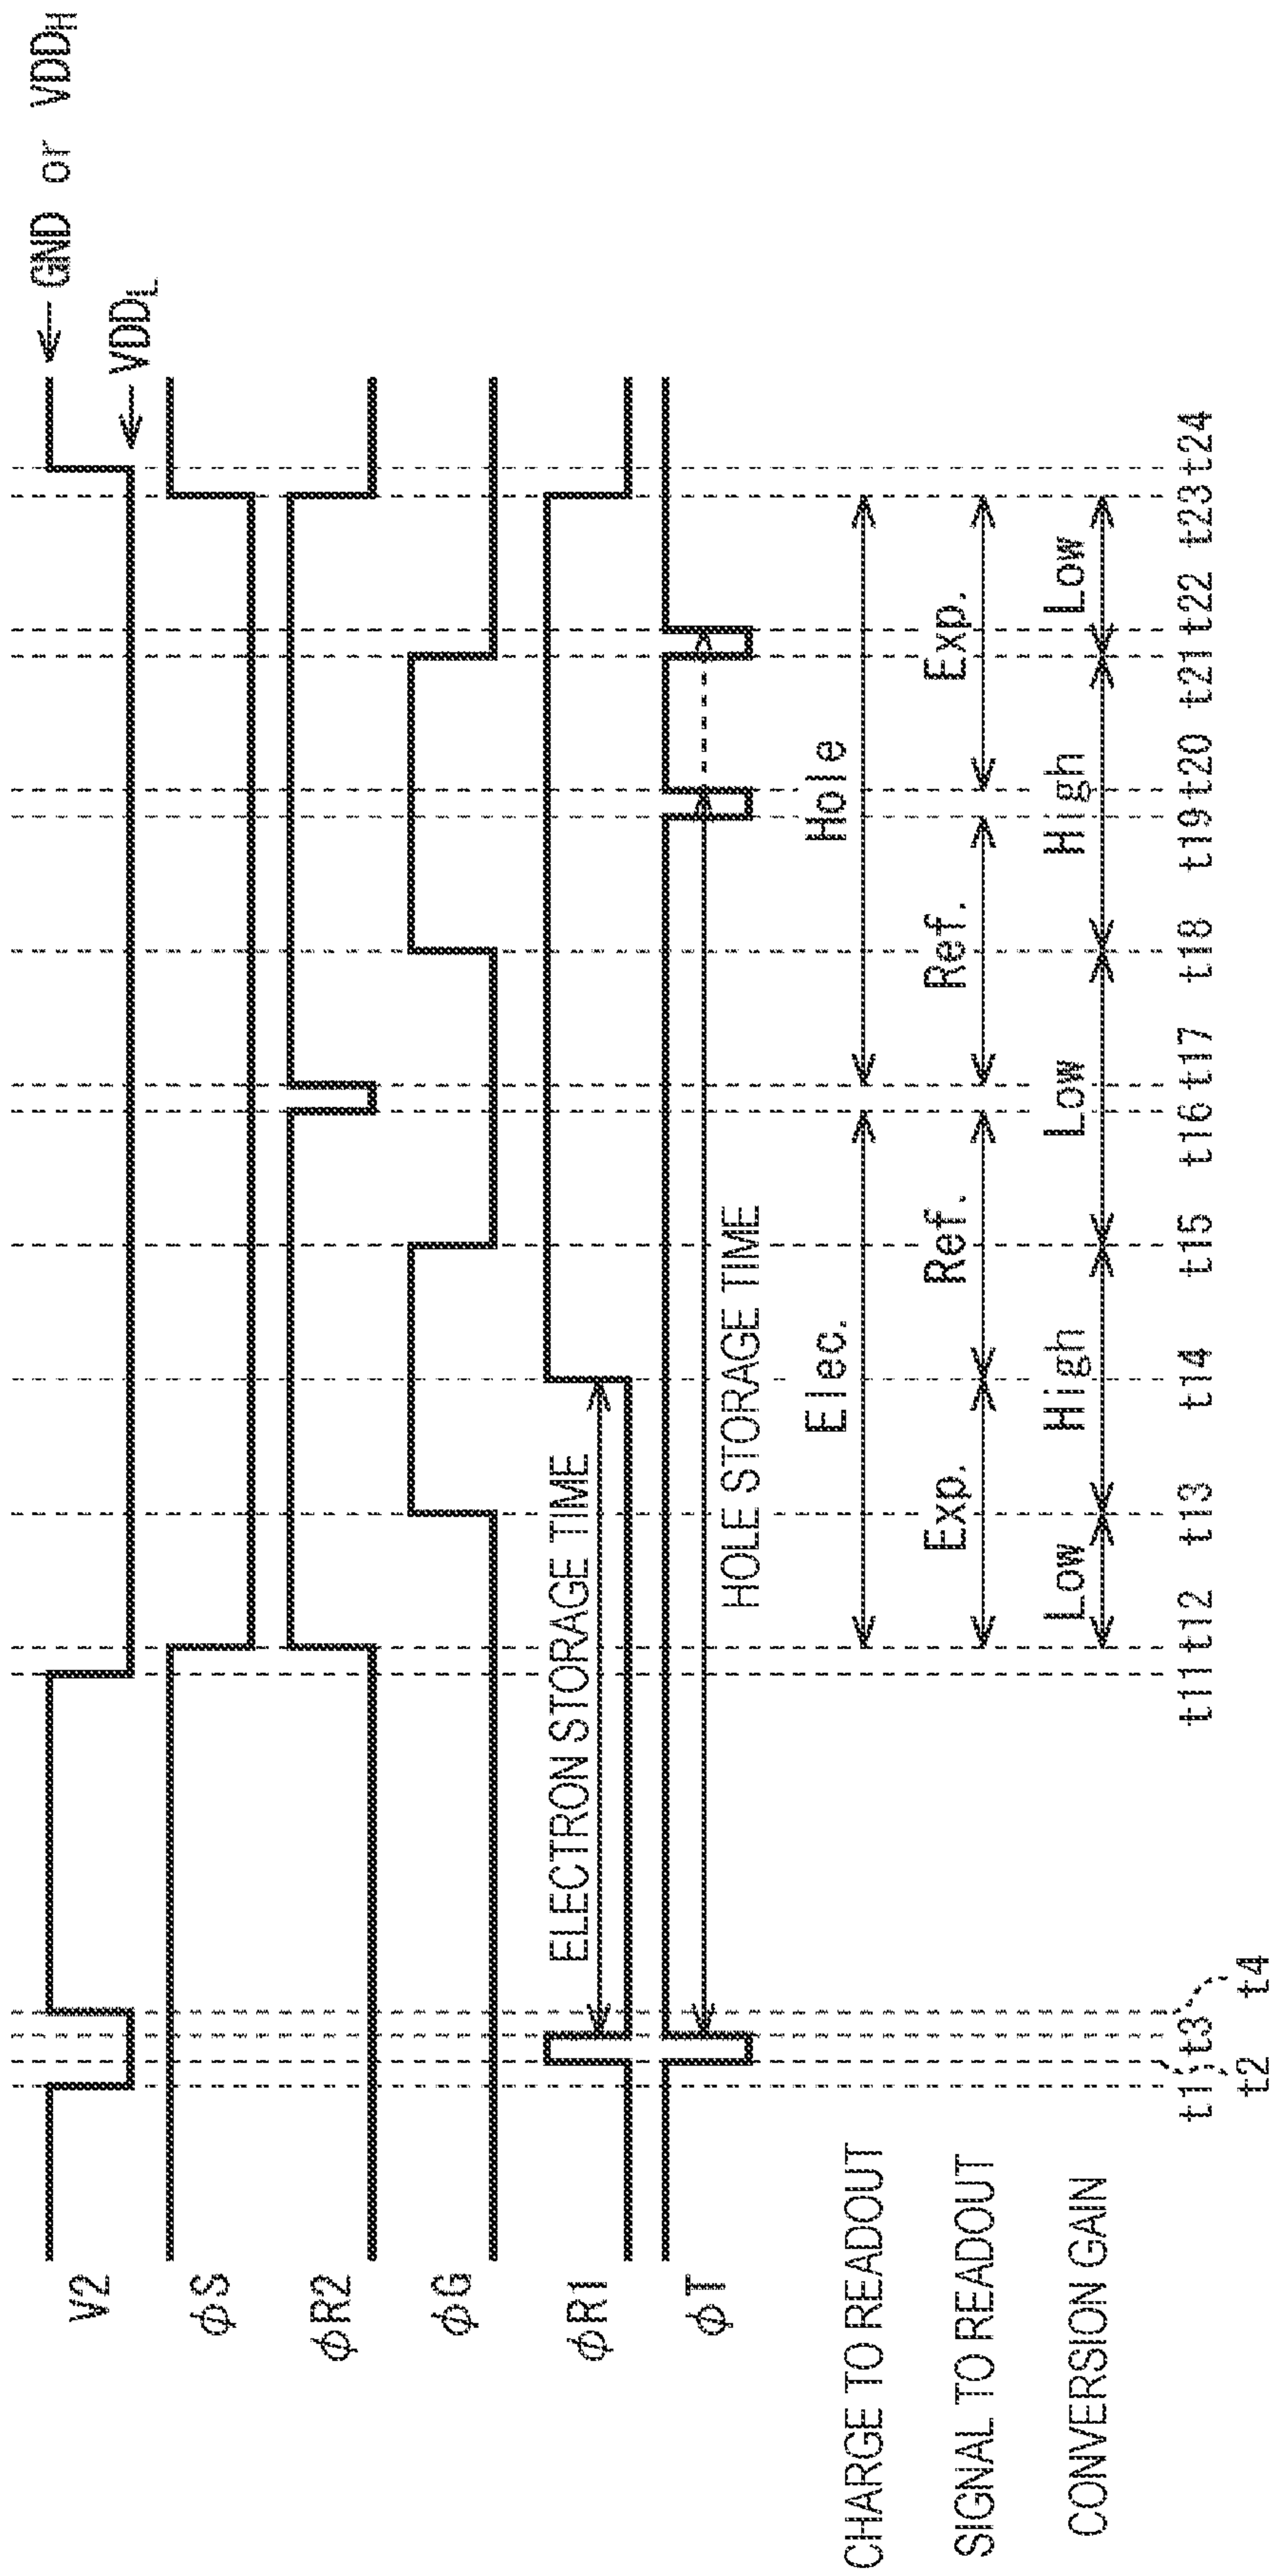 GND or VDDH
VDDL
V2
φS
φR2
φG
φR1
ELECTRON STORAGE TIME
φT
HOLE STORAGE TIME
CHARGE TO READOUT
Elec.
Hole
SIGNAL TO READOUT
Exp.
Ref.
Ref.
Exp.
CONVERSION GAIN
Low
High
Low
High
Low
t1
t3
t11
t12
t13
t14
t15
t16
t17
t18
t19
t20
t21
t22
t23
t24
t2
t4